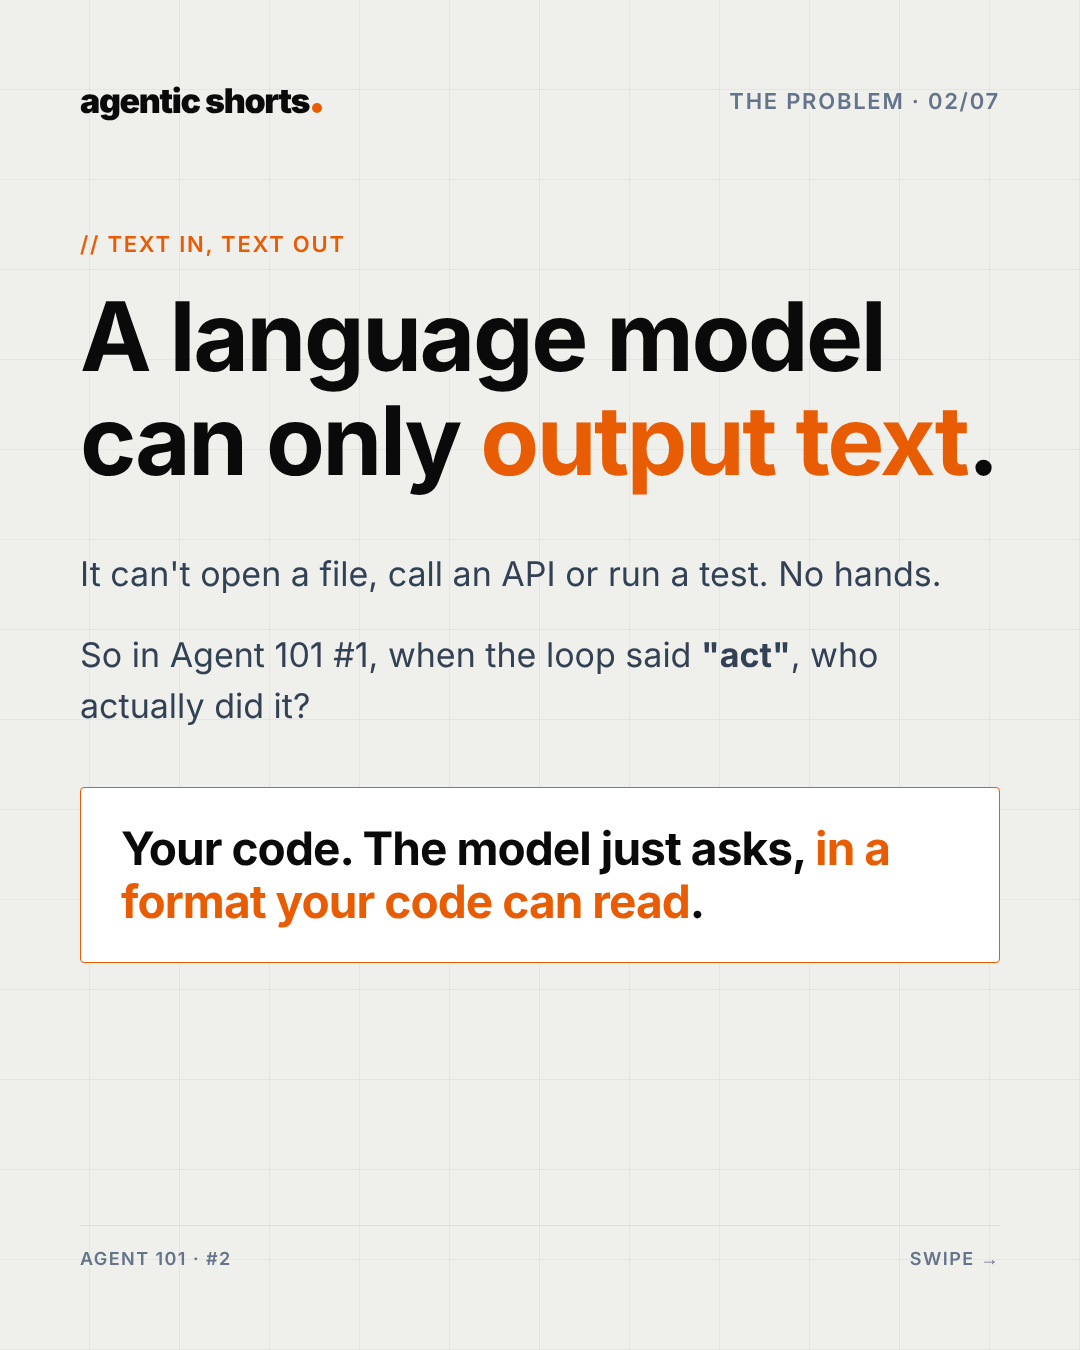 agentic shorts.
THE PROBLEM · 02/07
// TEXT IN, TEXT OUT
A language model
can only output text.
It can't open a file, call an API or run a test. No hands.
So in Agent 101 #1, when the loop said "act", who
actually did it?
Your code. The model just asks, in a
format your code can read.
AGENT 101 · #2
SWIPE →